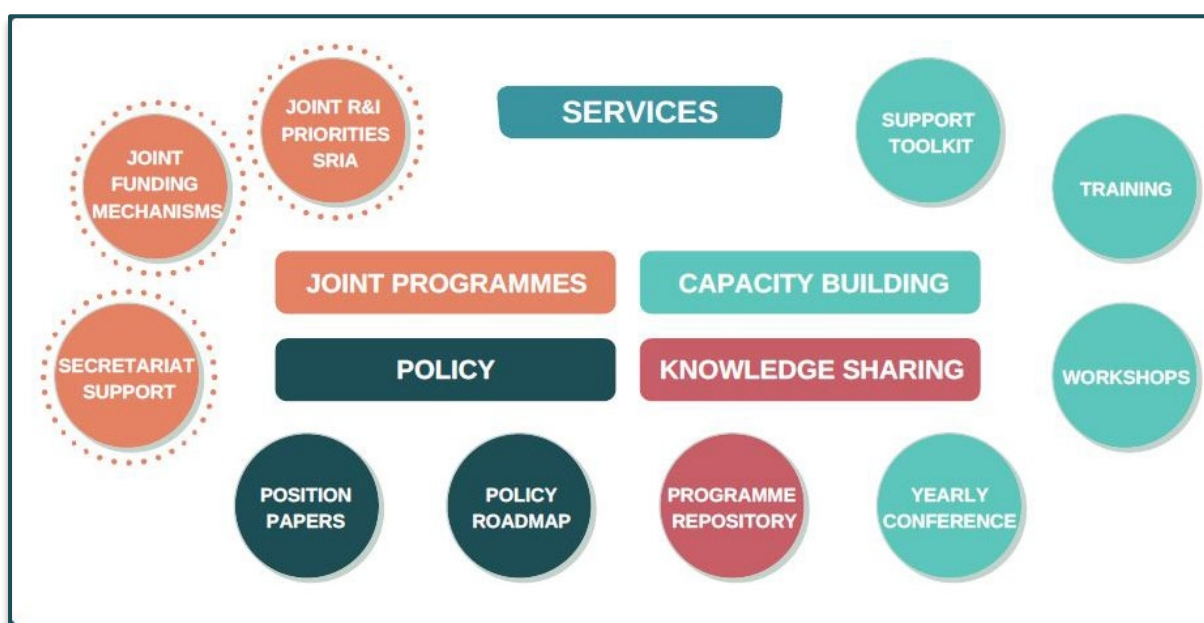 SERVICES
JOINT R&I
PRIORITIES
SRIA
JOINT
FUNDING
MECHANISMS
SECRETARIAT
SUPPORT
SUPPORT
TOOLKIT
TRAINING
WORKSHOPS
JOINT PROGRAMMES
CAPACITY BUILDING
POLICY
KNOWLEDGE SHARING
POSITION
PAPERS
POLICY
ROADMAP
PROGRAMME
REPOSITORY
YEARLY
CONFERENCE